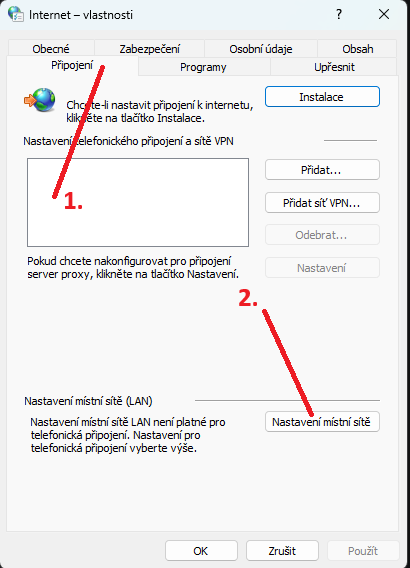 Internet – vlastnosti
?
Obecné
Zabezpečení
Osobní údaje
Obsah
Připojení
Programy
Upřesnit
Chcete-li nastavit připojení k internetu,
klikněte na tlačítko Instalace.
Instalace
Nastavení telefonického připojení a sítě VPN
1.
Přidat...
Přidat síť VPN...
Odebrat...
Pokud chcete nakonfigurovat pro připojení
server proxy, klikněte na tlačítko Nastavení.
Nastavení
2.
Nastavení místní sítě (LAN)
Nastavení místní sítě LAN není platné pro
telefonická připojení. Nastavení pro
telefonická připojení vyberte výše.
Nastavení místní sítě
OK
Zrušit
Použít